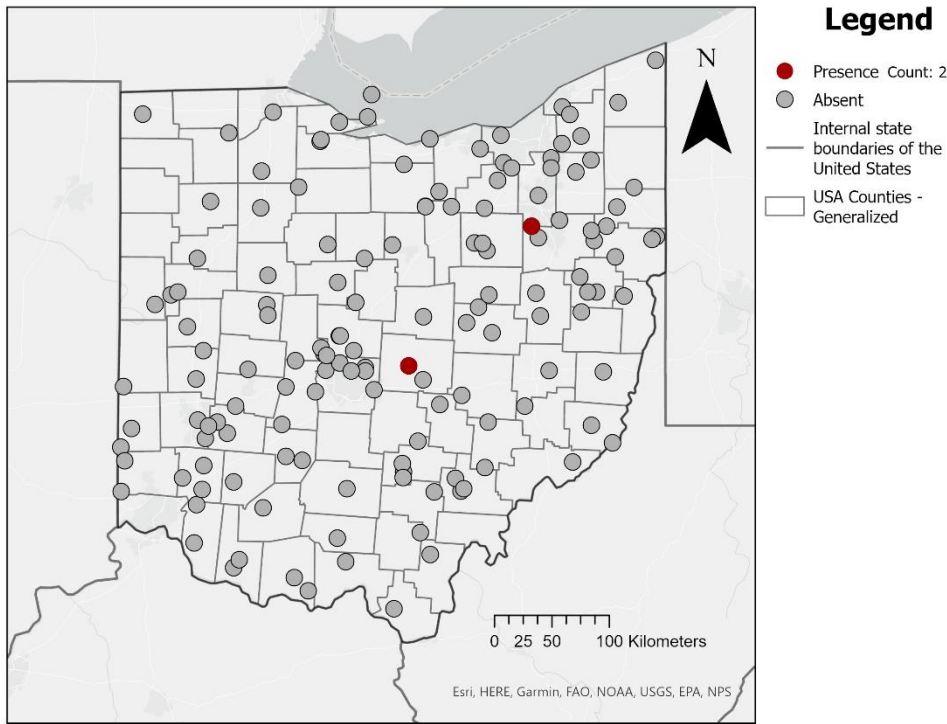 Legend
N
Presence Count: 2
Absent
Internal state
boundaries of the
United States
USA Counties -
Generalized
0 25 50 100 Kilometers
Esri, HERE, Garmin, FAO, NOAA, USGS, EPA, NPS